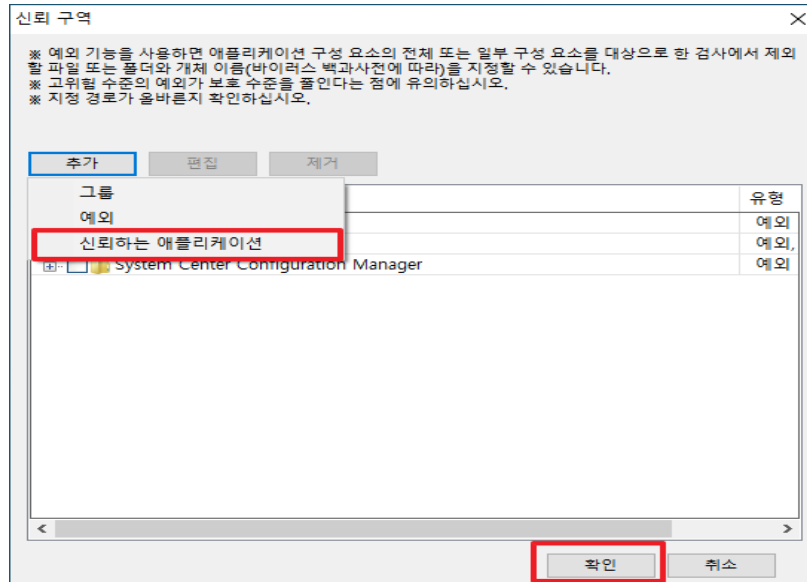 신뢰 구역
※ 예외 기능을 사용하면 애플리케이션 구성 요소의 전체 또는 일부 구성 요소를 대상으로 한 검사에서 제외
할 파일 또는 폴더와 개체 이름(바이러스 백과사전에 따라)을 지정할 수 있습니다.
※ 고위험 수준의 예외가 보호 수준을 풀인다는 점에 유의하십시오.
※ 지정 경로가 올바른지 확인하십시오.
추가 편집 제거
그룹 유형
예외 예외
신뢰하는 애플리케이션 예외,
System Center Configuration Manager 예외
확인 취소